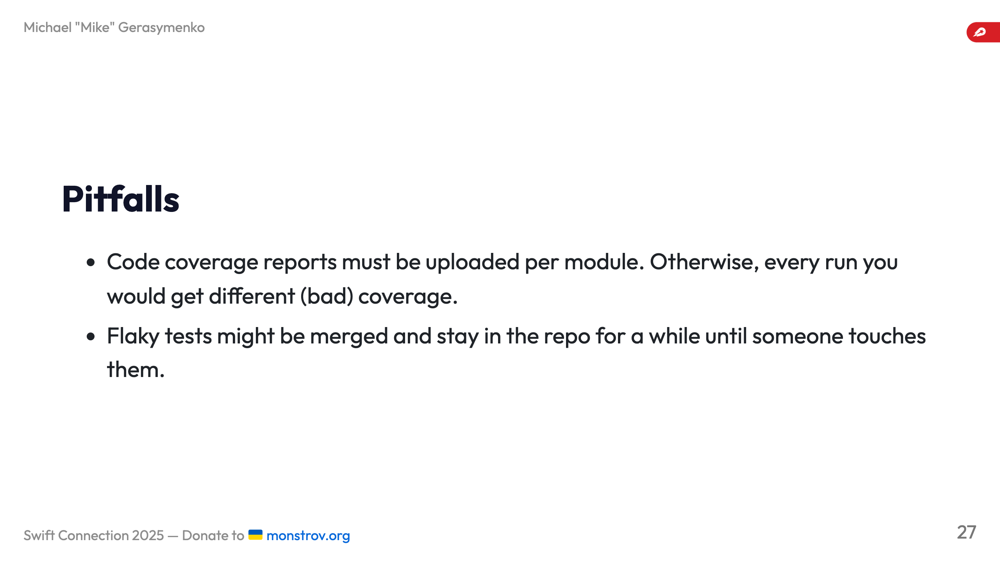 Michael "Mike" Gerasymenko
Pitfalls
• Code coverage reports must be uploaded per module. Otherwise, every run you
would get different (bad) coverage.
• Flaky tests might be merged and stay in the repo for a while until someone touches
them.
Swift Connection 2025 — Donate to 🇺🇦 monstrov.org
27